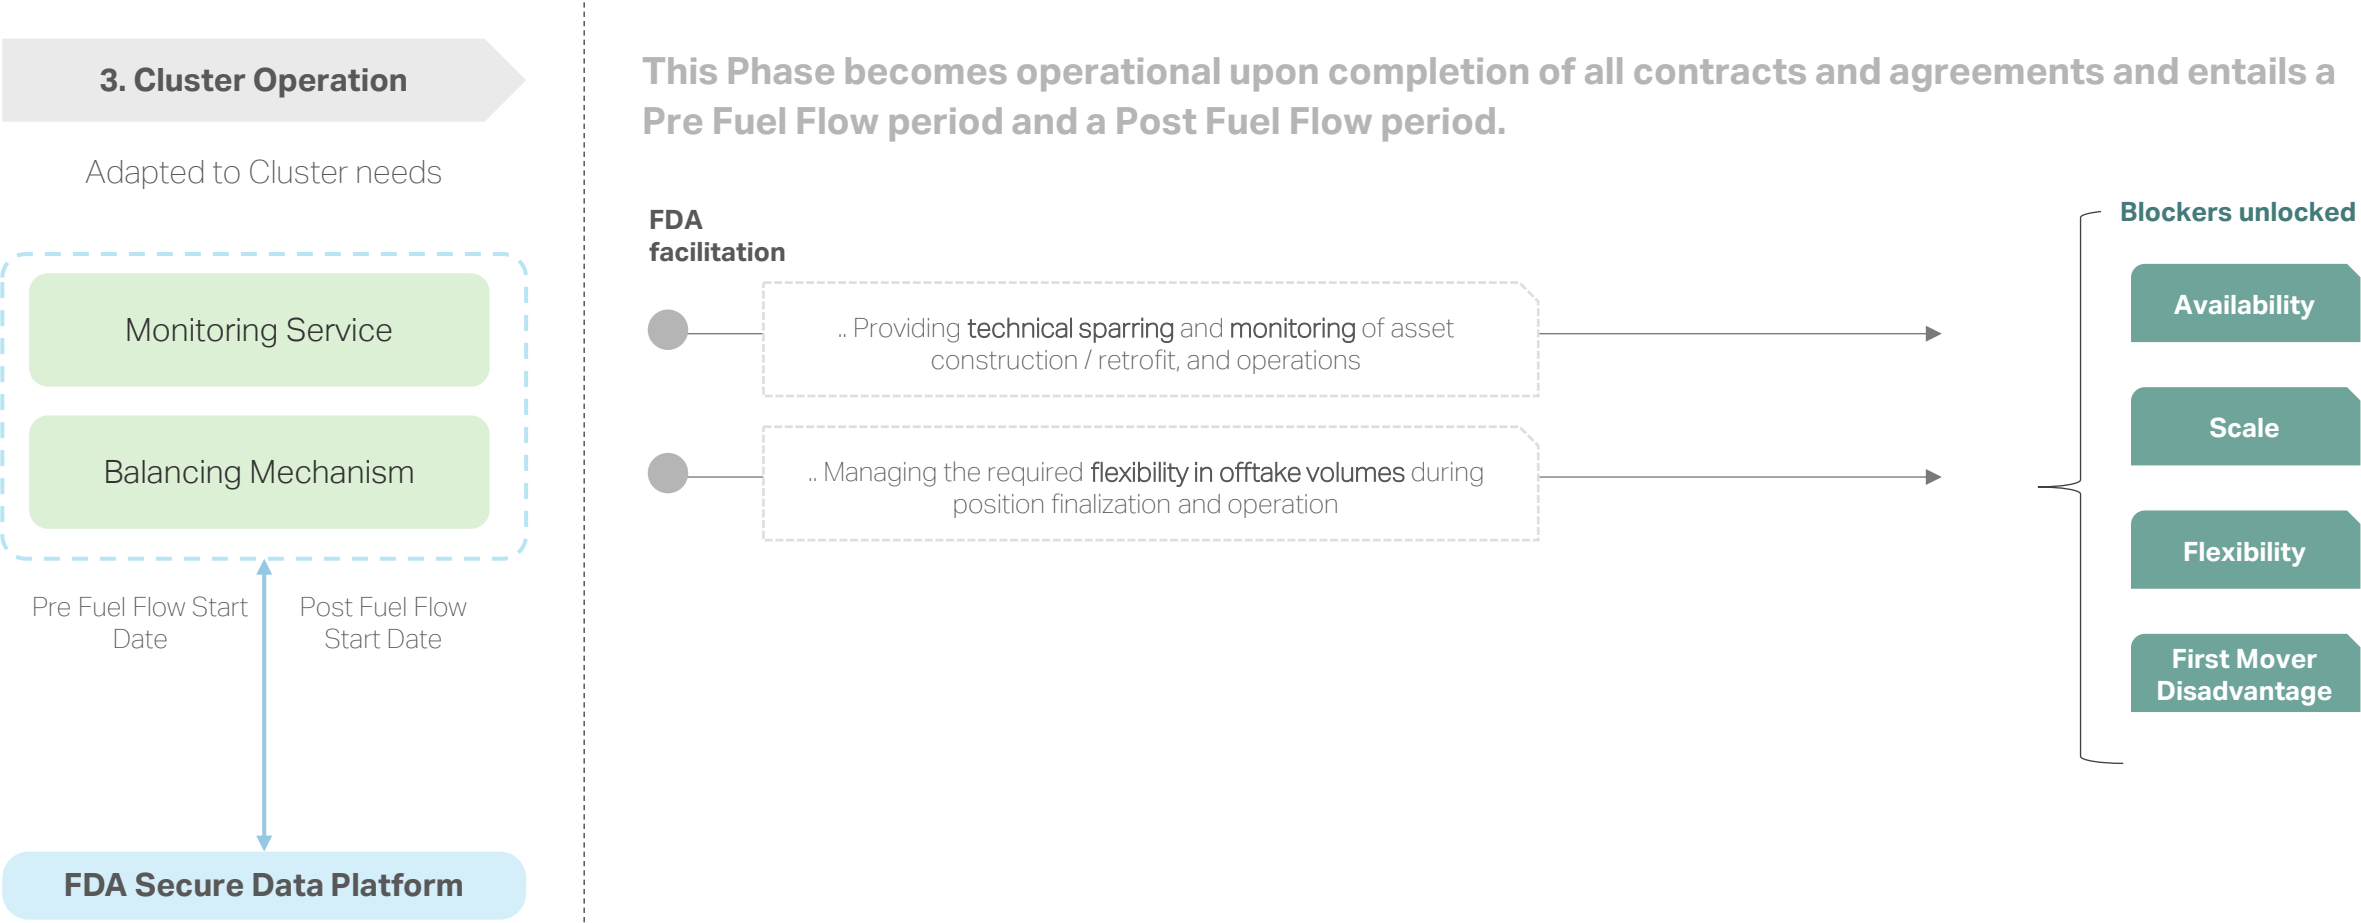 3. Cluster Operation
Adapted to Cluster needs
Monitoring Service
Balancing Mechanism
Pre Fuel Flow Start
Date
Post Fuel Flow
Start Date
FDA Secure Data Platform
This Phase becomes operational upon completion of all contracts and agreements and entails a
Pre Fuel Flow period and a Post Fuel Flow period.
FDA
facilitation
.. Providing technical sparring and monitoring of asset
construction / retrofit, and operations
.. Managing the required flexibility in offtake volumes during
position finalization and operation
Blockers unlocked
Availability
Scale
Flexibility
First Mover
Disadvantage